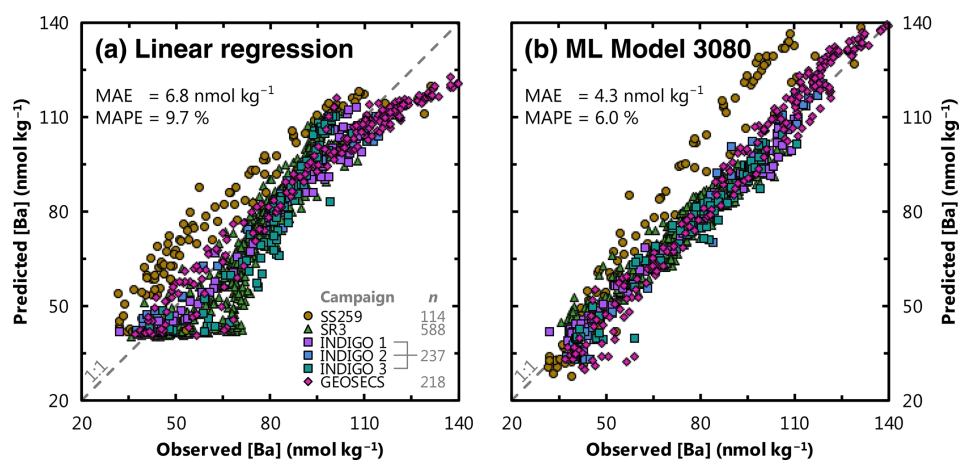 (a) Linear regression
MAE = 6.8 nmol kg⁻¹
MAPE = 9.7 %
Predicted [Ba] (nmol kg⁻¹)
140
110
80
50
20
1:1
Campaign n
SS259 114
SR3 588
INDIGO 1
INDIGO 2 237
INDIGO 3
GEOSECS 218
20 50 80 110 140
Observed [Ba] (nmol kg⁻¹)
(b) ML Model 3080
MAE = 4.3 nmol kg⁻¹
MAPE = 6.0 %
1:1
140
110
80
50
20
Predicted [Ba] (nmol kg⁻¹)
20 50 80 110 140
Observed [Ba] (nmol kg⁻¹)